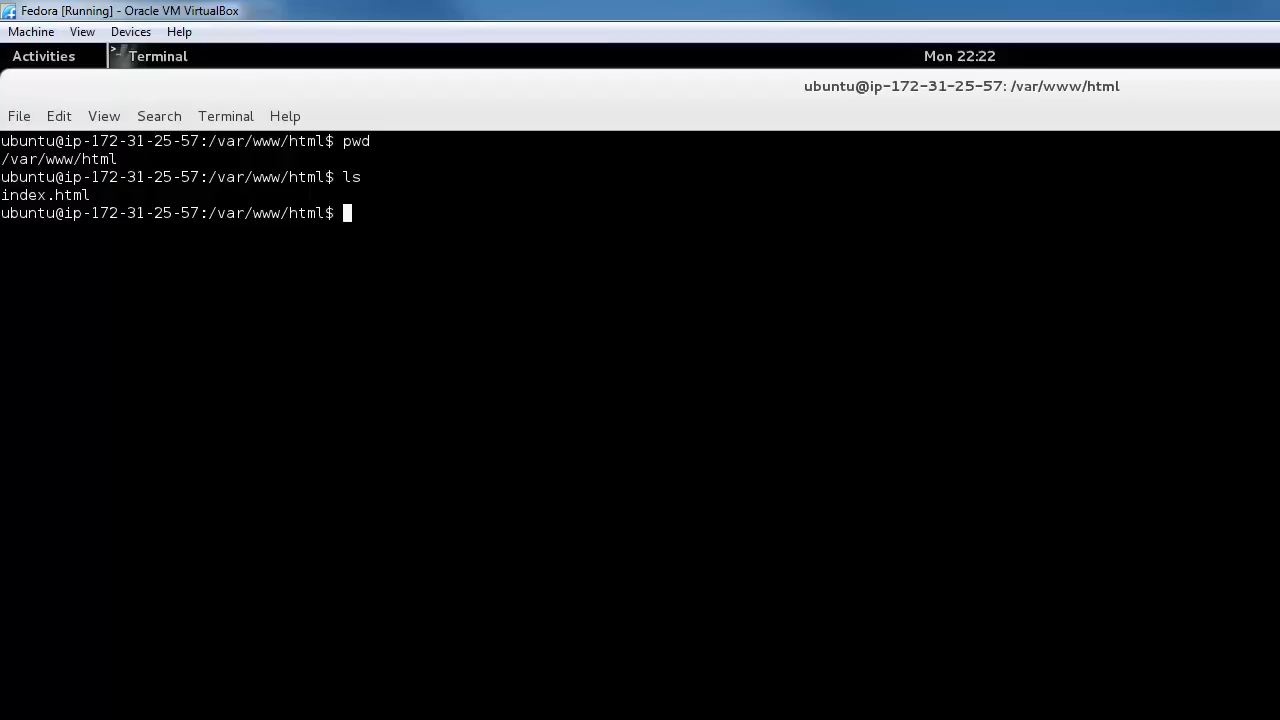 Fedora [Running] - Oracle VM VirtualBox
Machine View Devices Help
Activities >_ Terminal Mon 22:22
ubuntu@ip-172-31-25-57: /var/www/html
File Edit View Search Terminal Help
ubuntu@ip-172-31-25-57:/var/www/html$ pwd
/var/www/html
ubuntu@ip-172-31-25-57:/var/www/html$ ls
index.html
ubuntu@ip-172-31-25-57:/var/www/html$